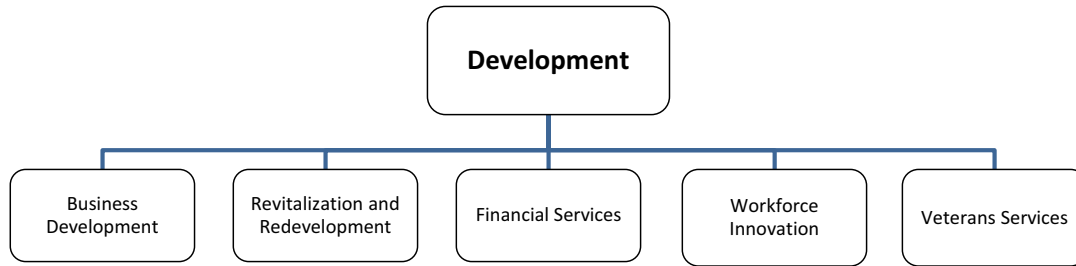 Development
Business
Development
Revitalization and
Redevelopment
Financial Services
Workforce
Innovation
Veterans Services